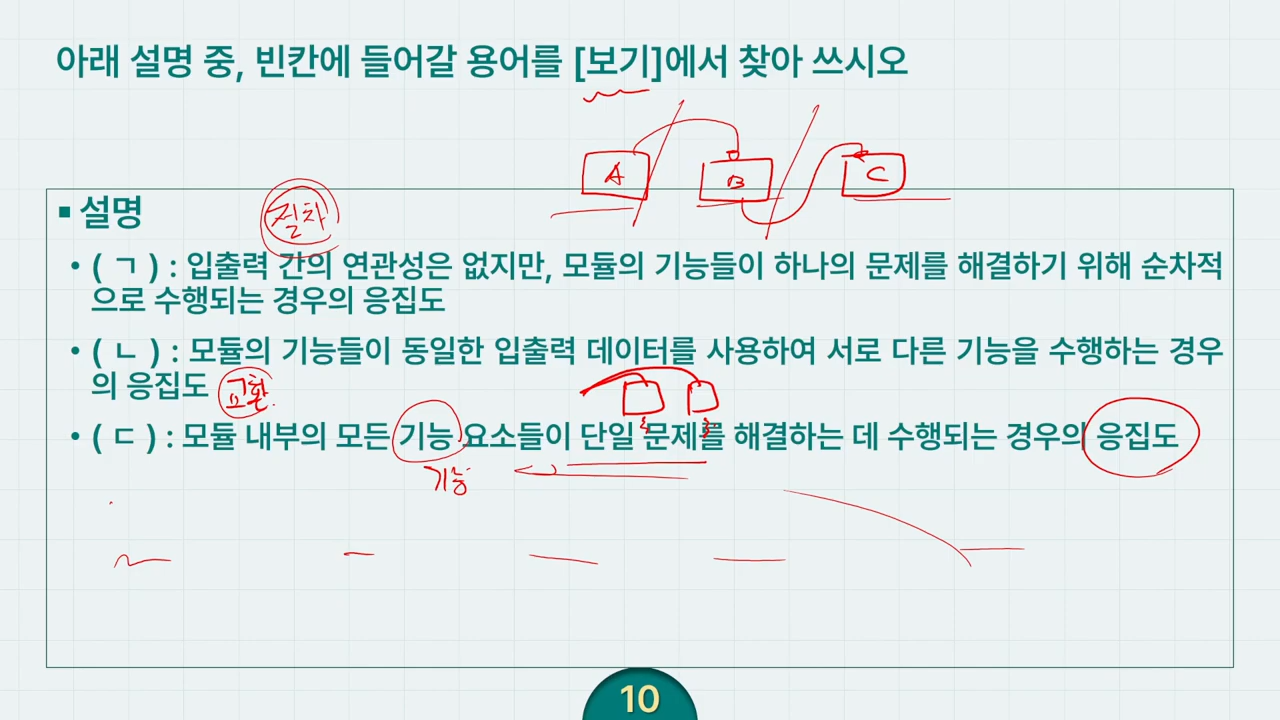 아래 설명 중, 빈칸에 들어갈 용어를 [보기]에서 찾아 쓰시오
A B C
▪ 설명
절차
• ( ㄱ ) : 입출력 간의 연관성은 없지만, 모듈의 기능들이 하나의 문제를 해결하기 위해 순차적
으로 수행되는 경우의 응집도
• ( ㄴ ) : 모듈의 기능들이 동일한 입출력 데이터를 사용하여 서로 다른 기능을 수행하는 경우
의 응집도 교환
• ( ㄷ ) : 모듈 내부의 모든 기능 요소들이 단일 문제를 해결하는 데 수행되는 경우의 응집도
기능
10